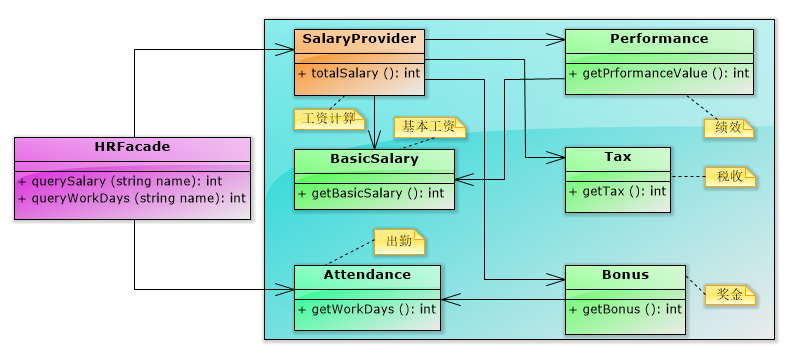 SalaryProvider
+ totalSalary (): int
Performance
+ getPrformanceValue (): int
工资计算
基本工资
绩效
HRFacade
+ querySalary (string name): int
+ queryWorkDays (string name): int
BasicSalary
+ getBasicSalary (): int
Tax
+ getTax (): int
税收
出勤
Attendance
+ getWorkDays (): int
Bonus
+ getBonus (): int
奖金